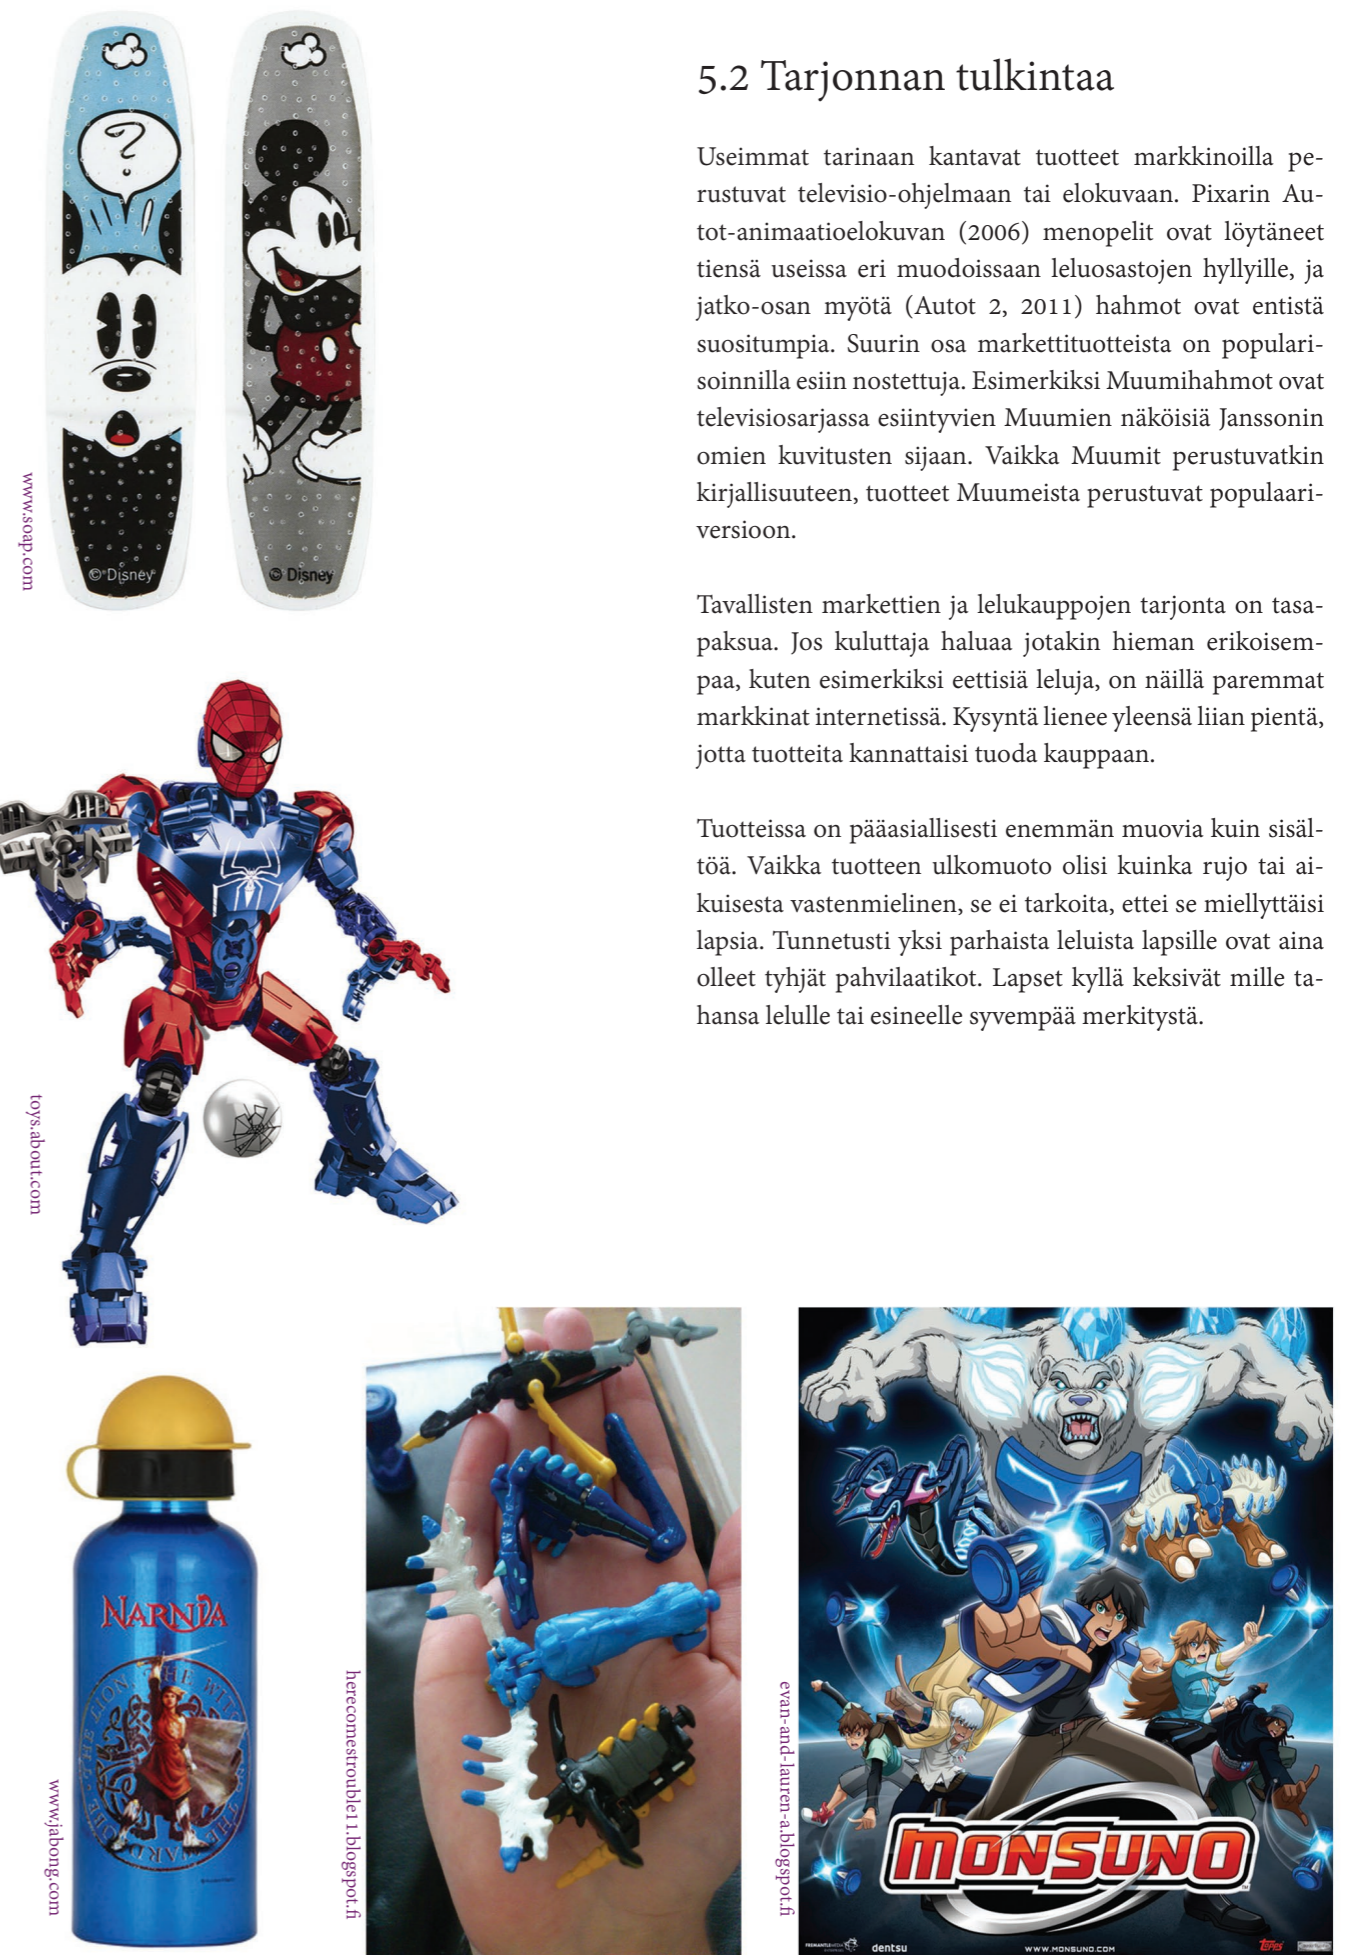 5.2 Tarjonnan tulkintaa
Useimmat tarinaan kantavat tuotteet markkinoilla pe-
rustuvat televisio-ohjelmaan tai elokuvaan. Pixarin Au-
tot-animaatioelokuvan (2006) menopelit ovat löytäneet
tiensä useissa eri muodoissaan leluosastojen hyllyille, ja
jatko-osan myötä (Autot 2, 2011) hahmot ovat entistä
suositumpia. Suurin osa markettituotteista on populari-
soinnilla esiin nostettuja. Esimerkiksi Muumihahmot ovat
televisiosarjassa esiintyvien Muumien näköisiä Janssonin
omien kuvitusten sijaan. Vaikka Muumit perustuvatkin
kirjallisuuteen, tuotteet Muumeista perustuvat populaari-
versioon.
Tavallisten markettien ja lelukauppojen tarjonta on tasa-
paksua. Jos kuluttaja haluaa jotakin hieman erikoisem-
paa, kuten esimerkiksi eettisiä leluja, on näillä paremmat
markkinat internetissä. Kysyntä lienee yleensä liian pientä,
jotta tuotteita kannattaisi tuoda kauppaan.
Tuotteissa on pääasiallisesti enemmän muovia kuin sisäl-
töä. Vaikka tuotteen ulkomuoto olisi kuinka rujo tai ai-
kuisesta vastenmielinen, se ei tarkoita, ettei se miellyttäisi
lapsia. Tunnetusti yksi parhaista leluista lapsille ovat aina
olleet tyhjät pahvilaatikot. Lapset kyllä keksivät mille ta-
hansa lelulle tai esineelle syvempää merkitystä.
?
© Disney
© Disney
www.soap.com
toys.about.com
NARNIA
THE LION, THE WITCH AND THE WARDROBE
www.jabong.com
herecomestrouble11.blogspot.fi
evan-and-lauren-a.blogspot.fi
MONSUNO
FREMANTLEMEDIA
dentsu
WWW.MONSUNO.COM
Topps